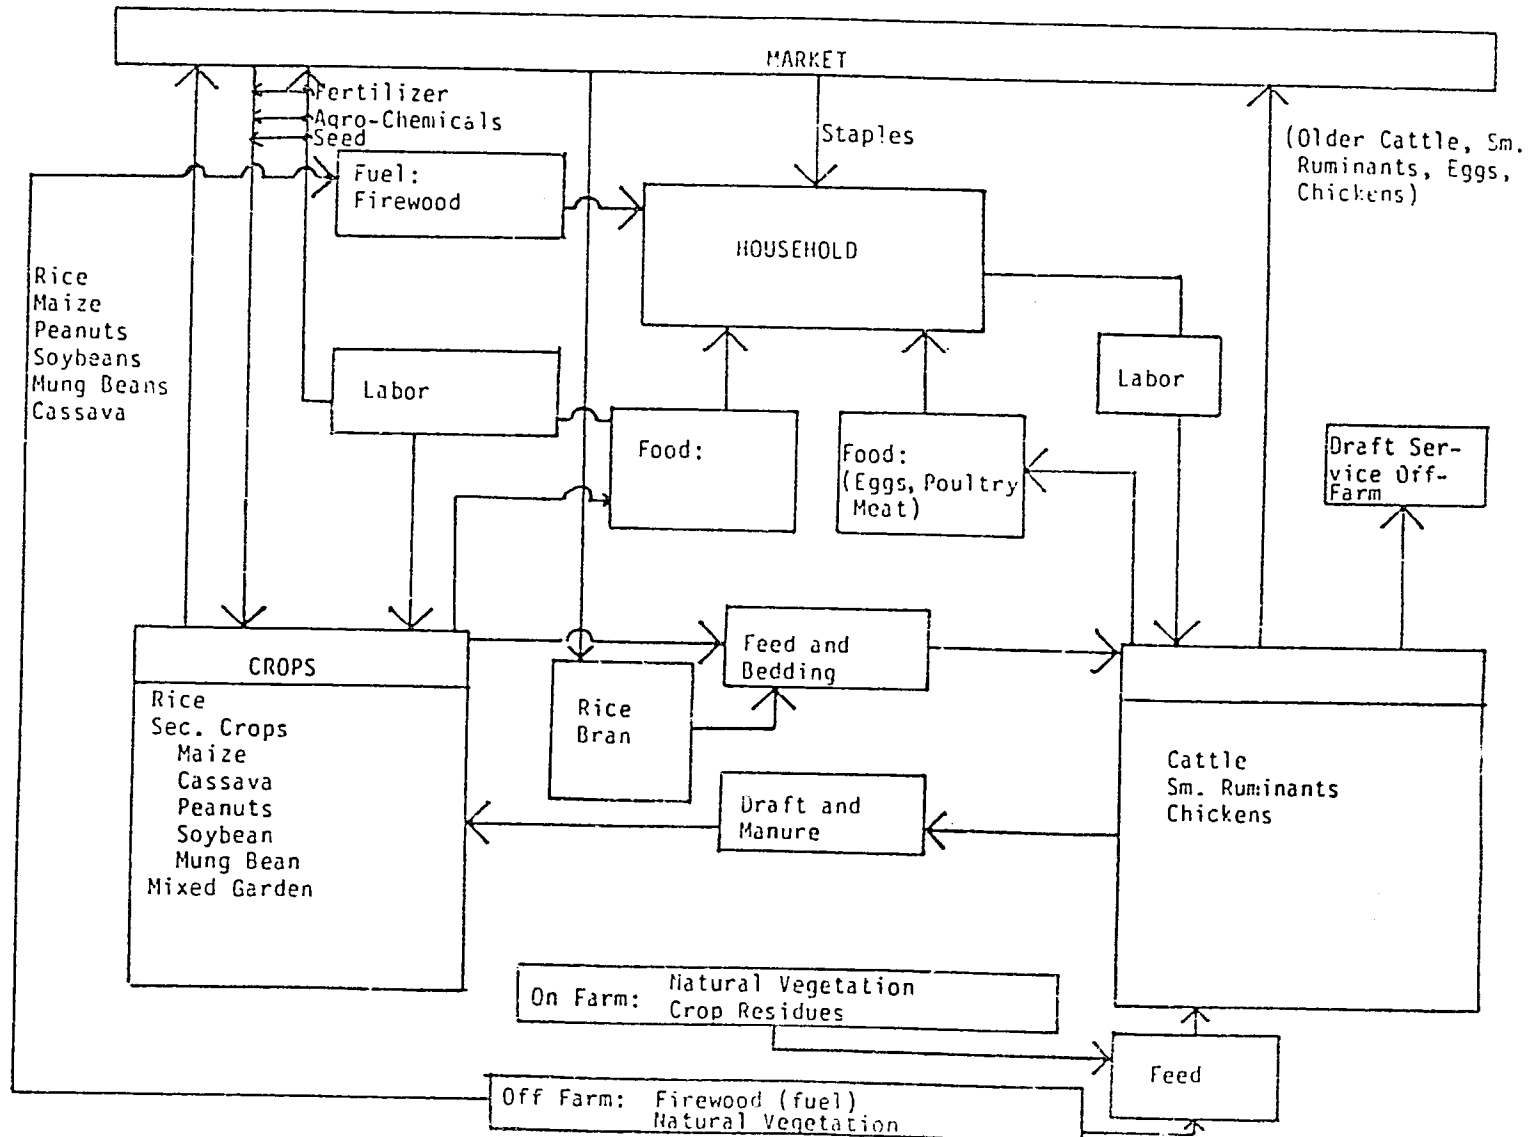 MARKET
Fertilizer
Agro-Chemicals
Seed
Staples
(Older Cattle, Sm.
Ruminants, Eggs,
Chickens)
Fuel:
Firewood
HOUSEHOLD
Rice
Maize
Peanuts
Soybeans
Mung Beans
Cassava
Labor
Labor
Food:
Food:
(Eggs, Poultry
Meat)
Draft Ser-
vice Off-
Farm
CROPS
Rice
Sec. Crops
Maize
Cassava
Peanuts
Soybean
Mung Bean
Mixed Garden
Feed and
Bedding
Rice
Bran
Draft and
Manure
Cattle
Sm. Ruminants
Chickens
On Farm: Natural Vegetation
Crop Residues
Feed
Off Farm: Firewood (fuel)
Natural Vegetation